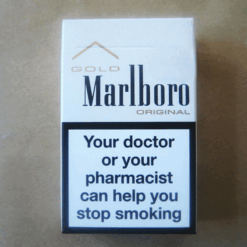 GOLD
Marlboro
ORIGINAL
Your doctor
or your
pharmacist
can help you
stop smoking